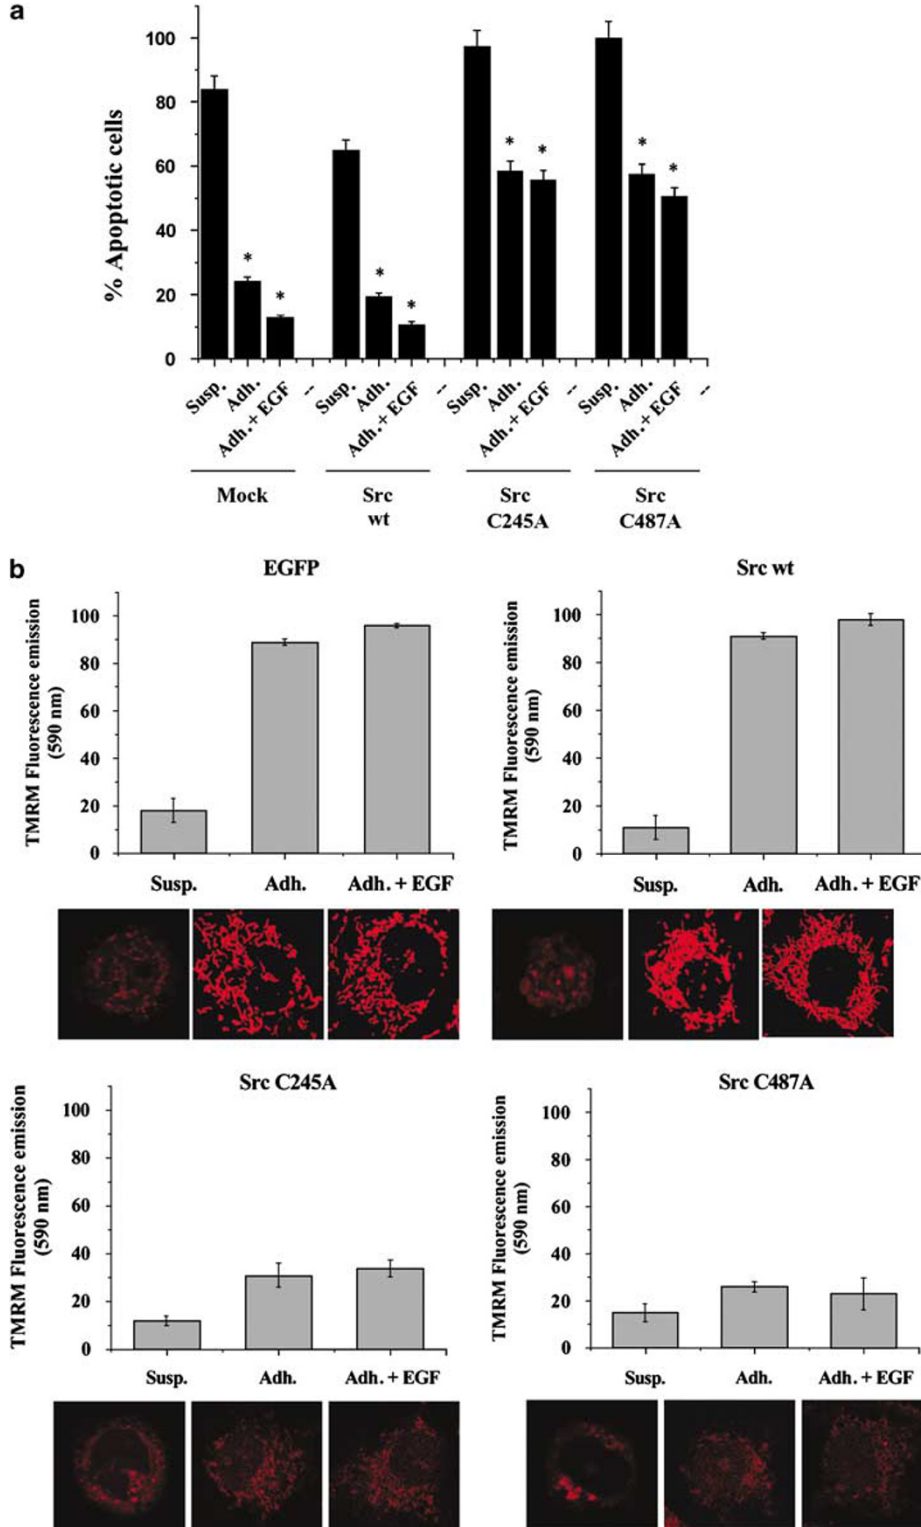 a
% Apoptotic cells
100
80
60
40
20
0
* * * * * * * *
Susp. Adh. Adh. + EGF -- Susp. Adh. Adh. + EGF -- Susp. Adh. Adh. + EGF -- Susp. Adh. Adh. + EGF --
Mock Src wt Src C245A Src C487A
b
EGFP
TMRM Fluorescence emission
(590 nm)
100
80
60
40
20
0
Susp. Adh. Adh. + EGF
Src wt
TMRM Fluorescence emission
(590 nm)
100
80
60
40
20
0
Susp. Adh. Adh. + EGF
Src C245A
TMRM Fluorescence emission
(590 nm)
100
80
60
40
20
0
Susp. Adh. Adh. + EGF
Src C487A
TMRM Fluorescence emission
(590 nm)
100
80
60
40
20
0
Susp. Adh. Adh. + EGF